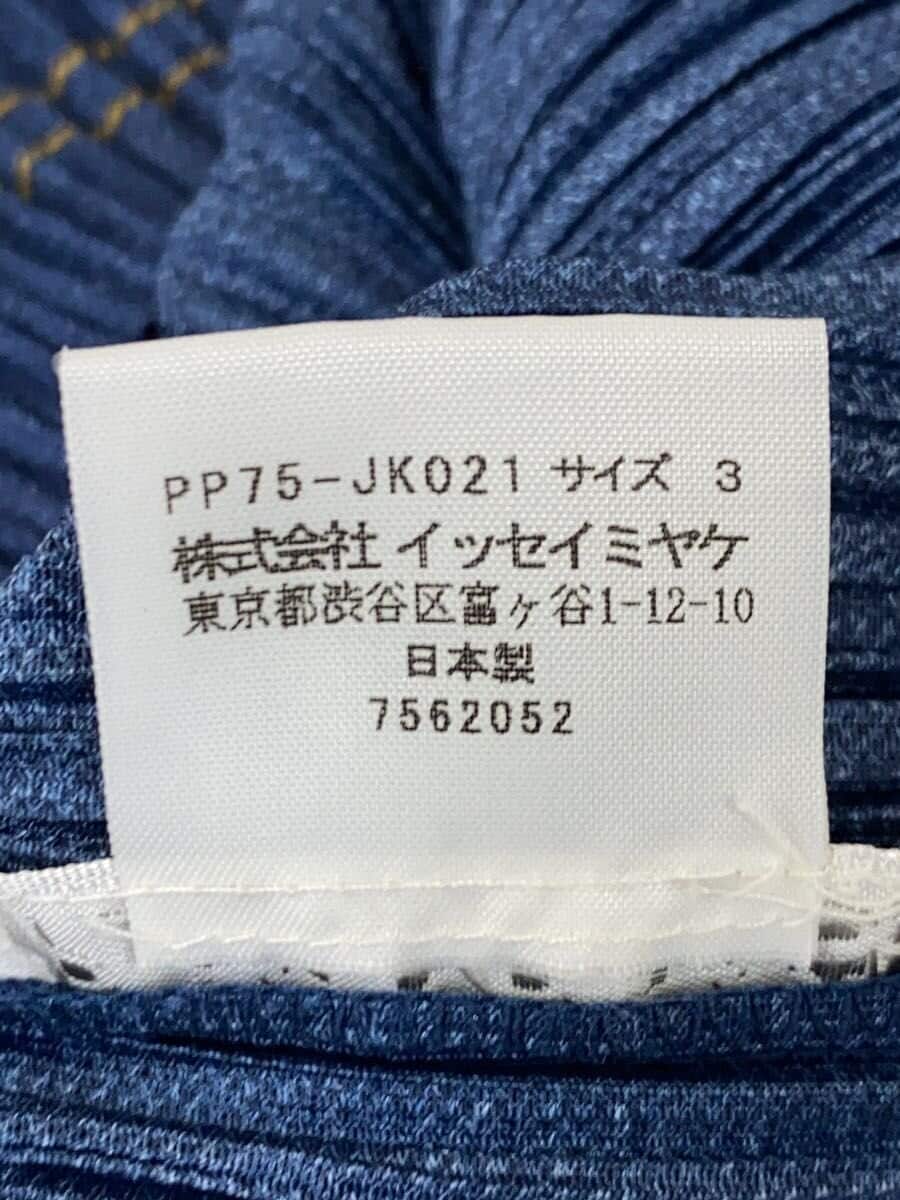 PP75-JK021 サイズ 3
株式会社 イッセイミヤケ
東京都渋谷区富ヶ谷1-12-10
日本製
7562052